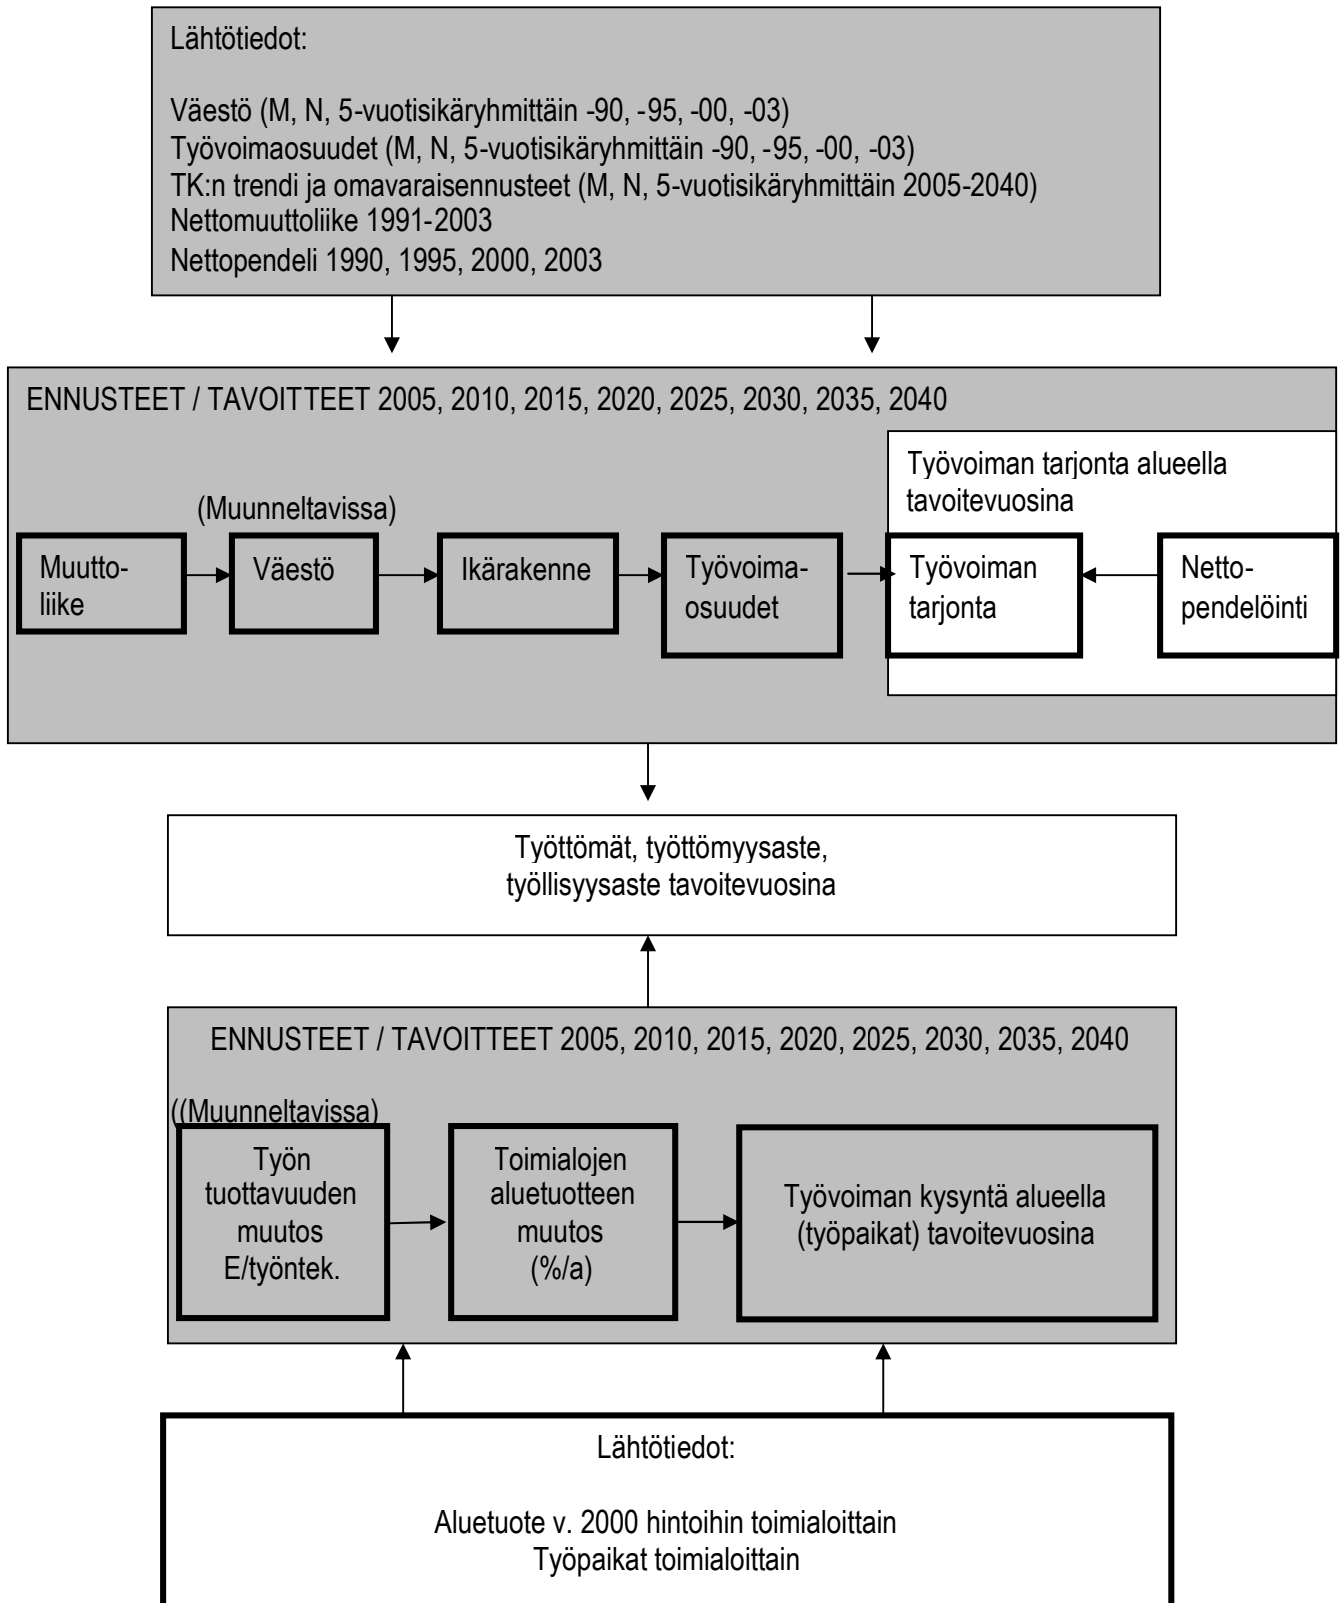 Lähtötiedot:
Väestö (M, N, 5-vuotisikäryhmittäin -90, -95, -00, -03)
Työvoimaosuudet (M, N, 5-vuotisikäryhmittäin -90, -95, -00, -03)
TK:n trendi ja omavaraisennusteet (M, N, 5-vuotisikäryhmittäin 2005-2040)
Nettomuuttoliike 1991-2003
Nettopendeli 1990, 1995, 2000, 2003
ENNUSTEET / TAVOITTEET 2005, 2010, 2015, 2020, 2025, 2030, 2035, 2040
Työvoiman tarjonta alueella
tavoitevuosina
(Muunneltavissa)
Muutto-
liike
Väestö
Ikärakenne
Työvoima-
osuudet
Työvoiman
tarjonta
Netto-
pendelöinti
Työttömät, työttömyysaste,
työllisyysaste tavoitevuosina
ENNUSTEET / TAVOITTEET 2005, 2010, 2015, 2020, 2025, 2030, 2035, 2040
((Muunneltavissa)
Työn
tuottavuuden
muutos
E/työntek.
Toimialojen
aluetuotteen
muutos
(%/a)
Työvoiman kysyntä alueella
(työpaikat) tavoitevuosina
Lähtötiedot:
Aluetuote v. 2000 hintoihin toimialoittain
Työpaikat toimialoittain